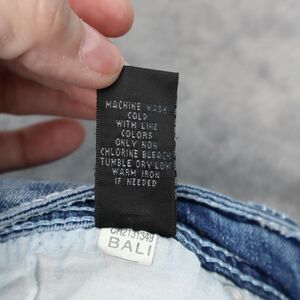 MACHINE WASH
COLD
WITH LIKE
COLORS
ONLY NON
CHLORINE BLEACH
TUMBLE DRY LOW
WARM IRON
IF NEEDED
BALI